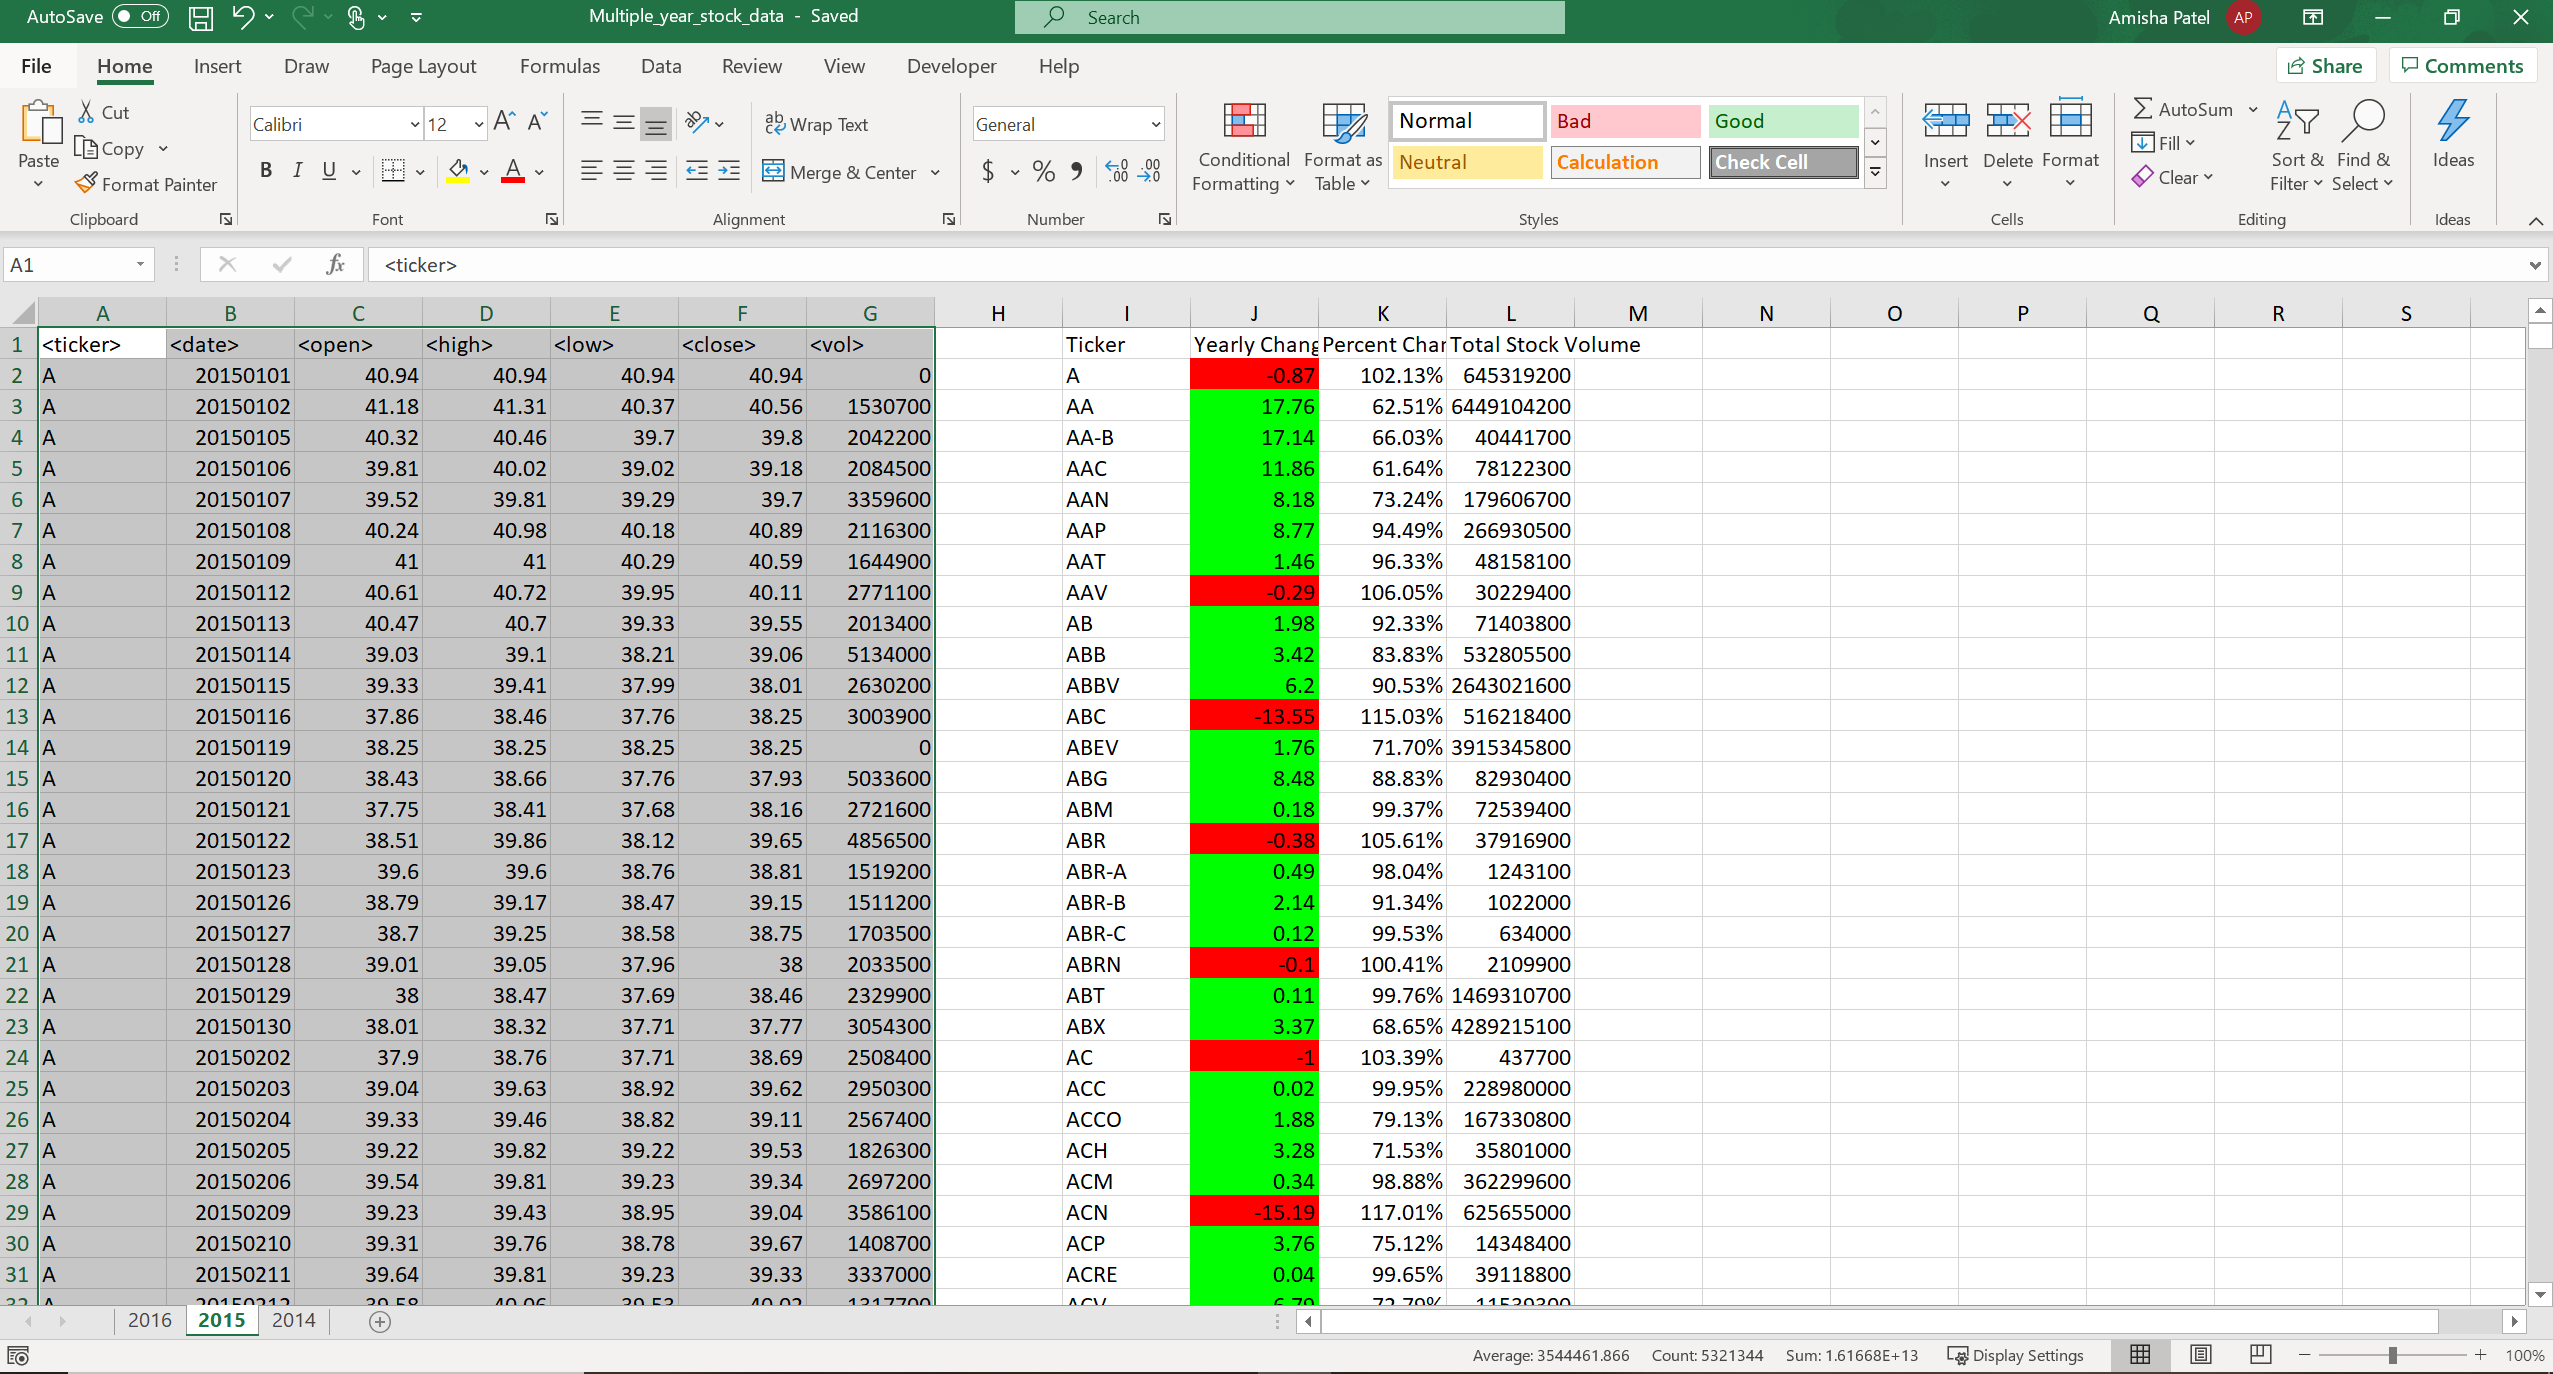 AutoSave Off Multiple_year_stock_data - Saved Search Amisha Patel AP
File Home Insert Draw Page Layout Formulas Data Review View Developer Help Share Comments
Paste Cut Copy Format Painter Clipboard
Calibri 12 B I U A Font
Wrap Text Merge & Center Alignment
General $ % Number
Conditional Formatting Format as Table Normal Bad Good Neutral Calculation Check Cell Styles
Insert Delete Format Cells
AutoSum Fill Clear Sort & Filter Find & Select Editing
Ideas Ideas
A1 fx <ticker>
A B C D E F G H I J K L M N O P Q R S
1 <ticker> <date> <open> <high> <low> <close> <vol> Ticker Yearly Chang Percent Char Total Stock Volume
2 A 20150101 40.94 40.94 40.94 40.94 0 A -0.87 102.13% 645319200
3 A 20150102 41.18 41.31 40.37 40.56 1530700 AA 17.76 62.51% 6449104200
4 A 20150105 40.32 40.46 39.7 39.8 2042200 AA-B 17.14 66.03% 40441700
5 A 20150106 39.81 40.02 39.02 39.18 2084500 AAC 11.86 61.64% 78122300
6 A 20150107 39.52 39.81 39.29 39.7 3359600 AAN 8.18 73.24% 179606700
7 A 20150108 40.24 40.98 40.18 40.89 2116300 AAP 8.77 94.49% 266930500
8 A 20150109 41 41 40.29 40.59 1644900 AAT 1.46 96.33% 48158100
9 A 20150112 40.61 40.72 39.95 40.11 2771100 AAV -0.29 106.05% 30229400
10 A 20150113 40.47 40.7 39.33 39.55 2013400 AB 1.98 92.33% 71403800
11 A 20150114 39.03 39.1 38.21 39.06 5134000 ABB 3.42 83.83% 532805500
12 A 20150115 39.33 39.41 37.99 38.01 2630200 ABBV 6.2 90.53% 2643021600
13 A 20150116 37.86 38.46 37.76 38.25 3003900 ABC -13.55 115.03% 516218400
14 A 20150119 38.25 38.25 38.25 38.25 0 ABEV 1.76 71.70% 3915345800
15 A 20150120 38.43 38.66 37.76 37.93 5033600 ABG 8.48 88.83% 82930400
16 A 20150121 37.75 38.41 37.68 38.16 2721600 ABM 0.18 99.37% 72539400
17 A 20150122 38.51 39.86 38.12 39.65 4856500 ABR -0.38 105.61% 37916900
18 A 20150123 39.6 39.6 38.76 38.81 1519200 ABR-A 0.49 98.04% 1243100
19 A 20150126 38.79 39.17 38.47 39.15 1511200 ABR-B 2.14 91.34% 1022000
20 A 20150127 38.7 39.25 38.58 38.75 1703500 ABR-C 0.12 99.53% 634000
21 A 20150128 39.01 39.05 37.96 38 2033500 ABRN -0.1 100.41% 2109900
22 A 20150129 38 38.47 37.69 38.46 2329900 ABT 0.11 99.76% 1469310700
23 A 20150130 38.01 38.32 37.71 37.77 3054300 ABX 3.37 68.65% 4289215100
24 A 20150202 37.9 38.76 37.71 38.69 2508400 AC -1 103.39% 437700
25 A 20150203 39.04 39.63 38.92 39.62 2950300 ACC 0.02 99.95% 228980000
26 A 20150204 39.33 39.46 38.82 39.11 2567400 ACCO 1.88 79.13% 167330800
27 A 20150205 39.22 39.82 39.22 39.53 1826300 ACH 3.28 71.53% 35801000
28 A 20150206 39.54 39.81 39.23 39.34 2697200 ACM 0.34 98.88% 362299600
29 A 20150209 39.23 39.43 38.95 39.04 3586100 ACN -15.19 117.01% 625655000
30 A 20150210 39.31 39.76 38.78 39.67 1408700 ACP 3.76 75.12% 14348400
31 A 20150211 39.64 39.81 39.23 39.33 3337000 ACRE 0.04 99.65% 39118800
2016 2015 2014
Average: 3544461.866 Count: 5321344 Sum: 1.61668E+13 Display Settings 100%